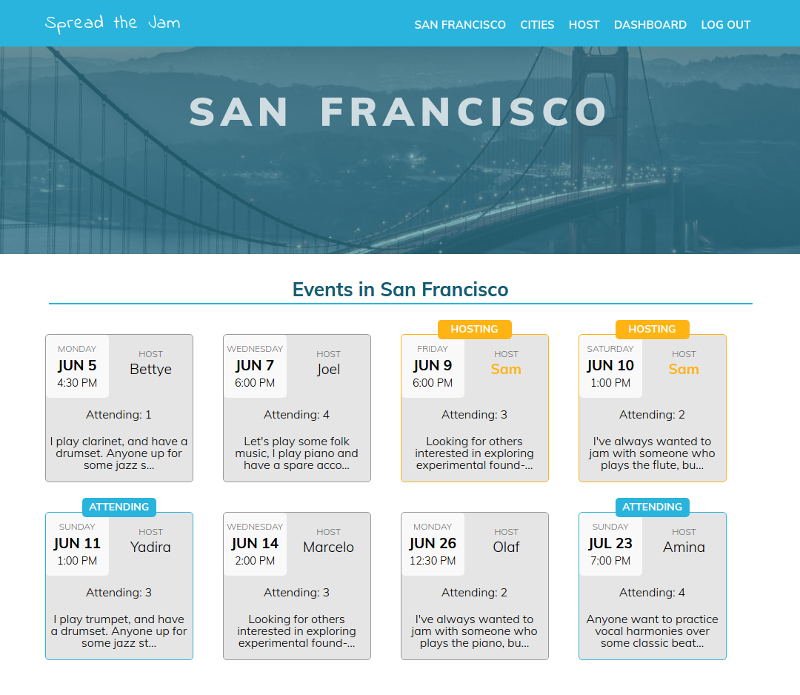 Spread the Jam
SAN FRANCISCO CITIES HOST DASHBOARD LOG OUT
SAN FRANCISCO
Events in San Francisco
MONDAY
JUN 5
4:30 PM
HOST
Bettye
Attending: 1
I play clarinet, and have a
drumset. Anyone up for
some jazz s...
WEDNESDAY
JUN 7
6:00 PM
HOST
Joel
Attending: 4
Let's play some folk
music, I play piano and
have a spare acco...
HOSTING
FRIDAY
JUN 9
6:00 PM
HOST
Sam
Attending: 3
Looking for others
interested in exploring
experimental found-...
HOSTING
SATURDAY
JUN 10
1:00 PM
HOST
Sam
Attending: 2
I've always wanted to
jam with someone who
plays the flute, bu...
ATTENDING
SUNDAY
JUN 11
1:00 PM
HOST
Yadira
Attending: 3
I play trumpet, and have
a drumset. Anyone up for
some jazz st...
WEDNESDAY
JUN 14
2:00 PM
HOST
Marcelo
Attending: 3
Looking for others
interested in exploring
experimental found-...
MONDAY
JUN 26
12:30 PM
HOST
Olaf
Attending: 2
I've always wanted to
jam with someone who
plays the piano, bu...
ATTENDING
SUNDAY
JUL 23
7:00 PM
HOST
Amina
Attending: 4
Anyone want to practice
vocal harmonies over
some classic beat...